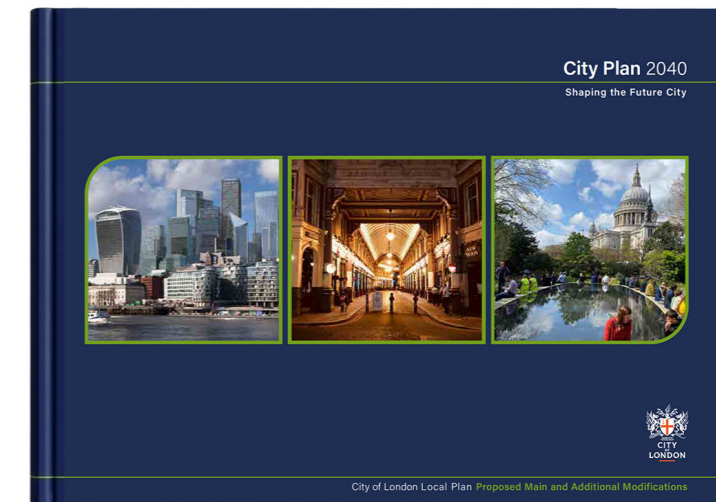 City Plan 2040
Shaping the Future City
CITY
LONDON
City of London Local Plan Proposed Main and Additional Modifications